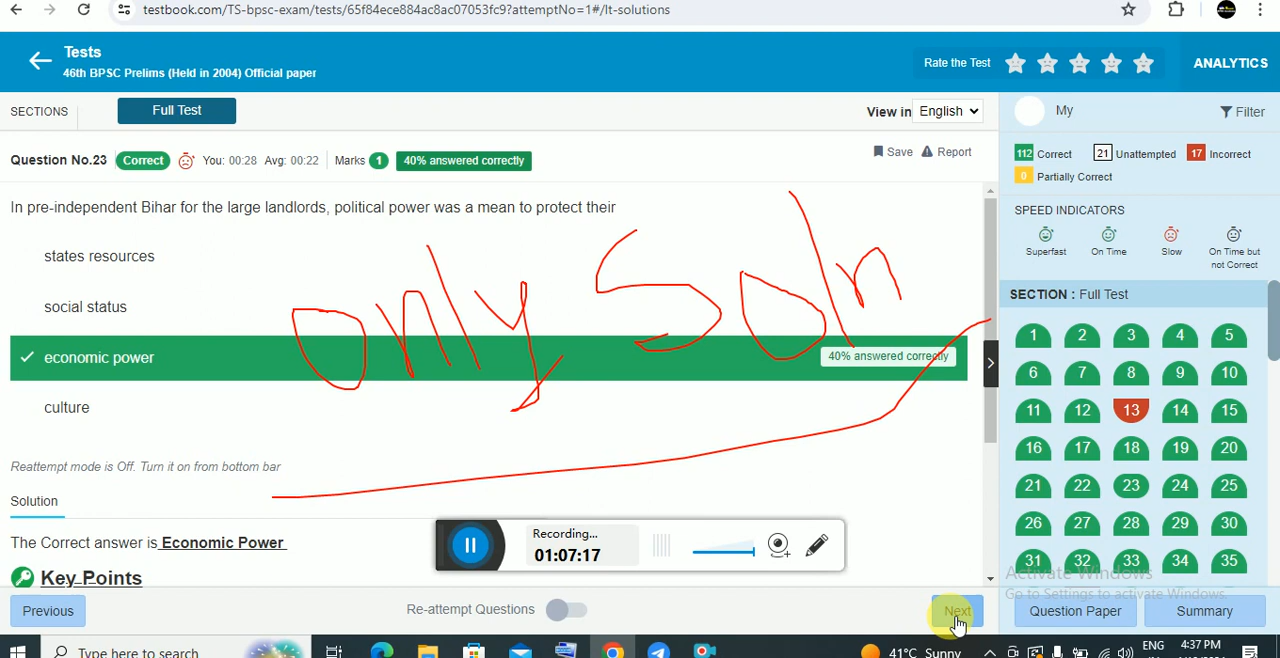 testbook.com/TS-bpsc-exam/tests/65f84ece884ac8ac07053fc9?attemptNo=1#/lt-solutions
Tests
46th BPSC Prelims (Held in 2004) Official paper
Rate the Test
ANALYTICS
SECTIONS
Full Test
View in English
My
Filter
Question No.23 Correct You: 00:28 Avg: 00:22 Marks 1 40% answered correctly
Save Report
112 Correct 21 Unattempted 17 Incorrect
0 Partially Correct
In pre-independent Bihar for the large landlords, political power was a mean to protect their
states resources
social status
economic power
40% answered correctly
culture
only Soln
SPEED INDICATORS
Superfast On Time Slow On Time but
not Correct
SECTION : Full Test
1 2 3 4 5
6 7 8 9 10
11 12 13 14 15
16 17 18 19 20
21 22 23 24 25
26 27 28 29 30
31 32 33 34 35
Reattempt mode is Off. Turn it on from bottom bar
Solution
The Correct answer is Economic Power
Key Points
Recording...
01:07:17
Activate Windows
Go to Settings to activate Windows.
Previous
Re-attempt Questions
Next
Question Paper
Summary
Type here to search
41°C Sunny
ENG
4:37 PM